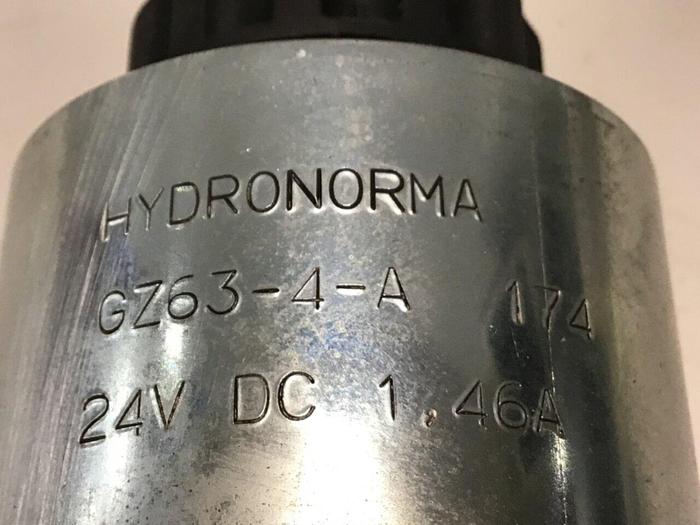 HYDRONORMA
GZ63-4-A 174
24V DC 1.46A